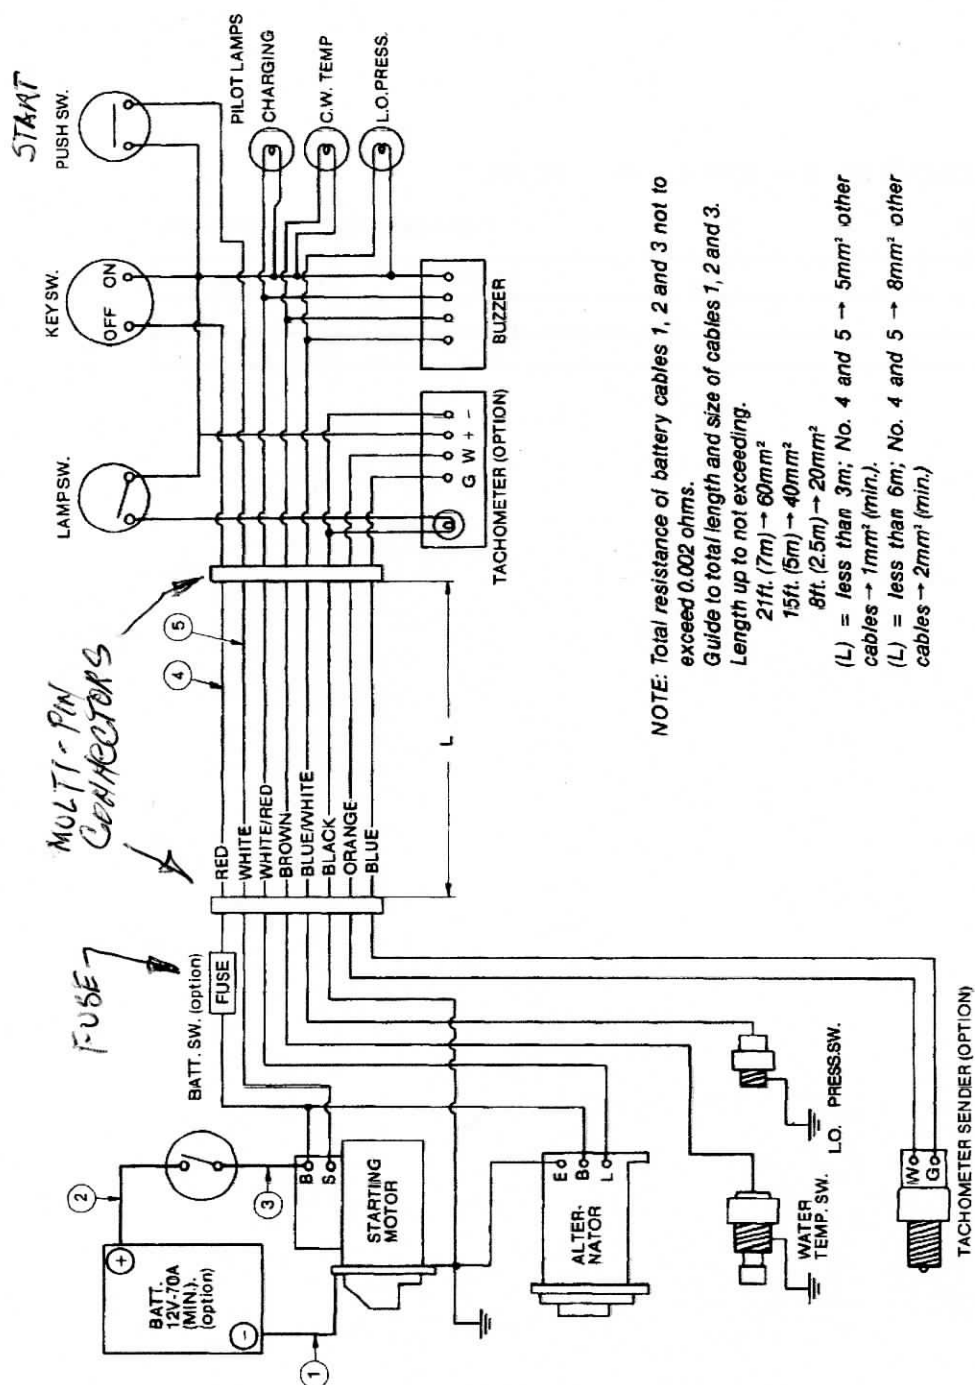 START
PUSH SW.
KEY SW.
OFF ON
LAMP SW.
PILOT LAMPS
CHARGING
C.W. TEMP
L.O.PRESS.
BUZZER
G W + -
TACHOMETER (OPTION)
MULTI-PIN
CONNECTORS
4
5
L
RED
WHITE
WHITE/RED
BROWN
BLUE/WHITE
BLACK
ORANGE
BLUE
FUSE
BATT. SW. (option)
FUSE
2
3
1
BATT.
12V-70A
(MIN.).
(option)
+
-
B
S
STARTING
MOTOR
E
B
L
ALTER-
NATOR
WATER
TEMP. SW.
L.O. PRESS.SW.
W
G
TACHOMETER SENDER (OPTION)
NOTE: Total resistance of battery cables 1, 2 and 3 not to
exceed 0.002 ohms.
Guide to total length and size of cables 1, 2 and 3.
Length up to not exceeding.
21ft. (7m) → 60mm²
15ft. (5m) → 40mm²
8ft. (2.5m) → 20mm²
(L) = less than 3m; No. 4 and 5 → 5mm² other
cables → 1mm² (min.).
(L) = less than 6m; No. 4 and 5 → 8mm² other
cables → 2mm² (min.)